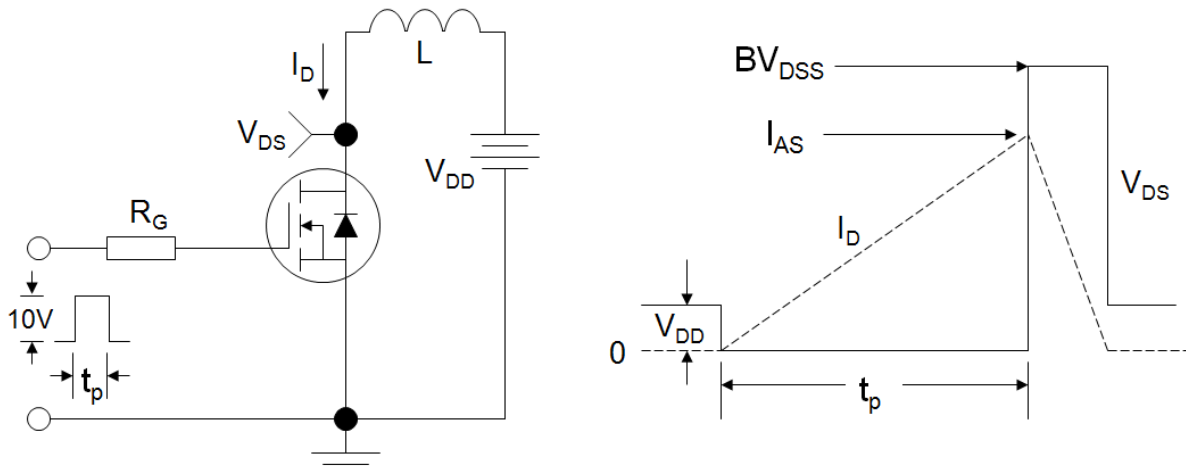 I_D
L
V_DS
V_DD
R_G
10V
t_p
BV_DSS
I_AS
V_DS
I_D
V_DD
0
t_p